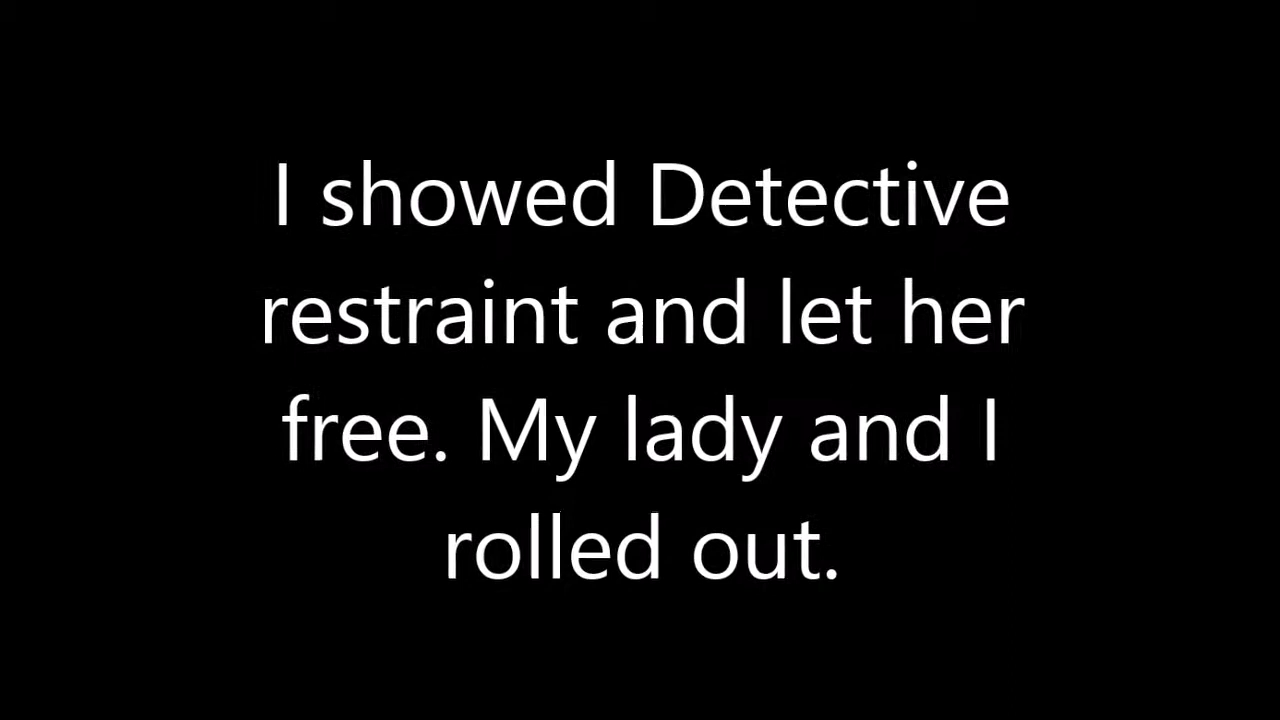 I showed Detective
restraint and let her
free. My lady and I
rolled out.